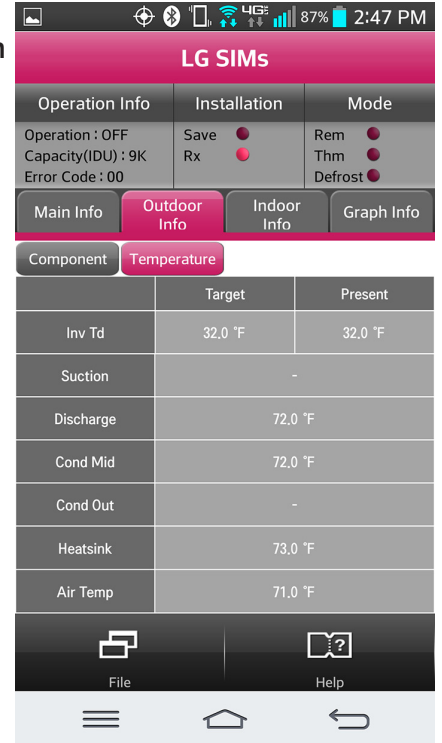 4G 87% 2:47 PM
n
LG SIMs
Operation Info Installation Mode
Operation : OFF Save Rem
Capacity(IDU) : 9K Rx Thm
Error Code : 00 Defrost
Main Info Outdoor Info Indoor Info Graph Info
Component Temperature
Target Present
Inv Td 32.0 °F 32.0 °F
Suction -
Discharge 72.0 °F
Cond Mid 72.0 °F
Cond Out -
Heatsink 73.0 °F
Air Temp 71.0 °F
File Help